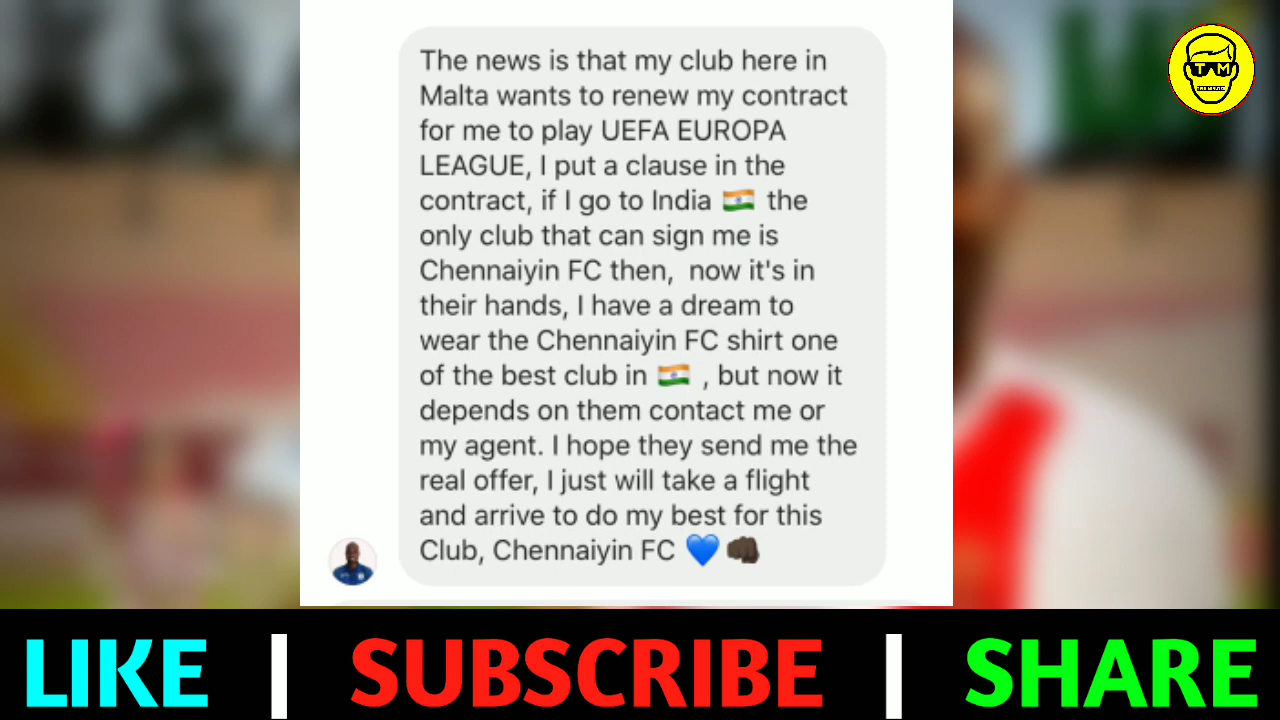 The news is that my club here in
Malta wants to renew my contract
for me to play UEFA EUROPA
LEAGUE, I put a clause in the
contract, if I go to India 🇮🇳 the
only club that can sign me is
Chennaiyin FC then, now it's in
their hands, I have a dream to
wear the Chennaiyin FC shirt one
of the best club in 🇮🇳 , but now it
depends on them contact me or
my agent. I hope they send me the
real offer, I just will take a flight
and arrive to do my best for this
Club, Chennaiyin FC 💙 👊🏿
T M
LIKE | SUBSCRIBE | SHARE